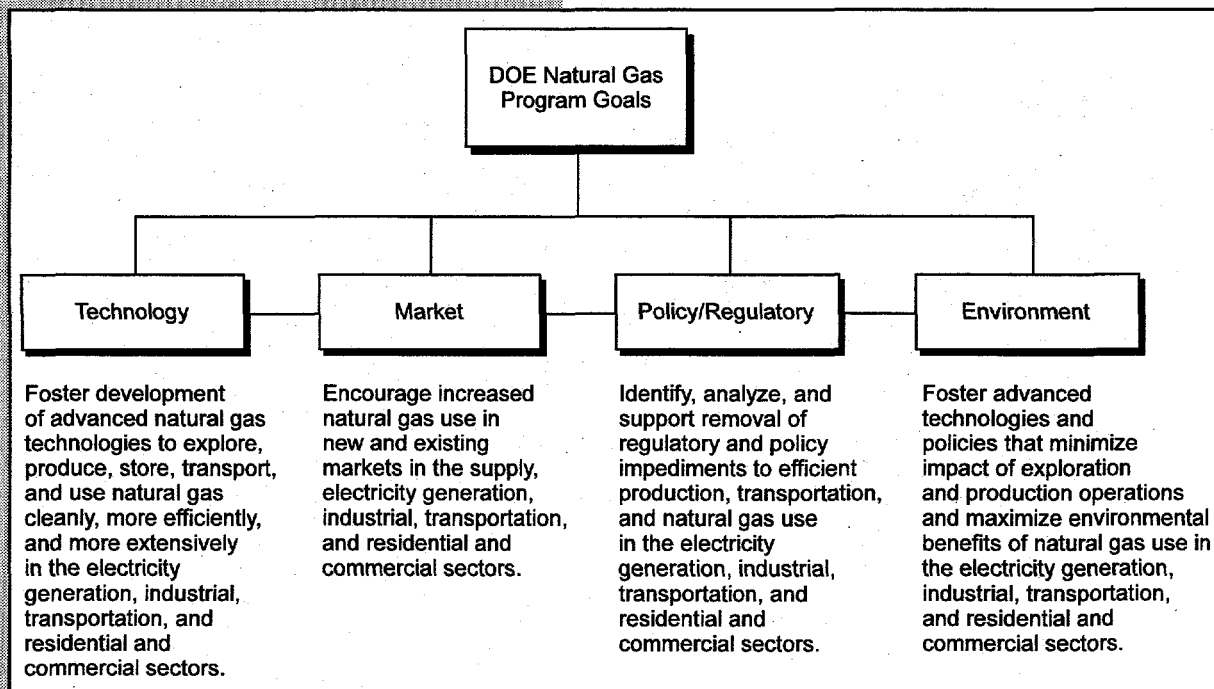 DOE Natural Gas
Program Goals
Technology
Market
Policy/Regulatory
Environment
Foster development
of advanced natural gas
technologies to explore,
produce, store, transport,
and use natural gas
cleanly, more efficiently,
and more extensively
in the electricity
generation, industrial,
transportation, and
residential and
commercial sectors.
Encourage increased
natural gas use in
new and existing
markets in the supply,
electricity generation,
industrial, transportation,
and residential and
commercial sectors.
Identify, analyze, and
support removal of
regulatory and policy
impediments to efficient
production, transportation,
and natural gas use
in the electricity
generation, industrial,
transportation, and
residential and
commercial sectors.
Foster advanced
technologies and
policies that minimize
impact of exploration
and production operations
and maximize environmental
benefits of natural gas use in
the electricity generation,
industrial, transportation,
and residential and
commercial sectors.